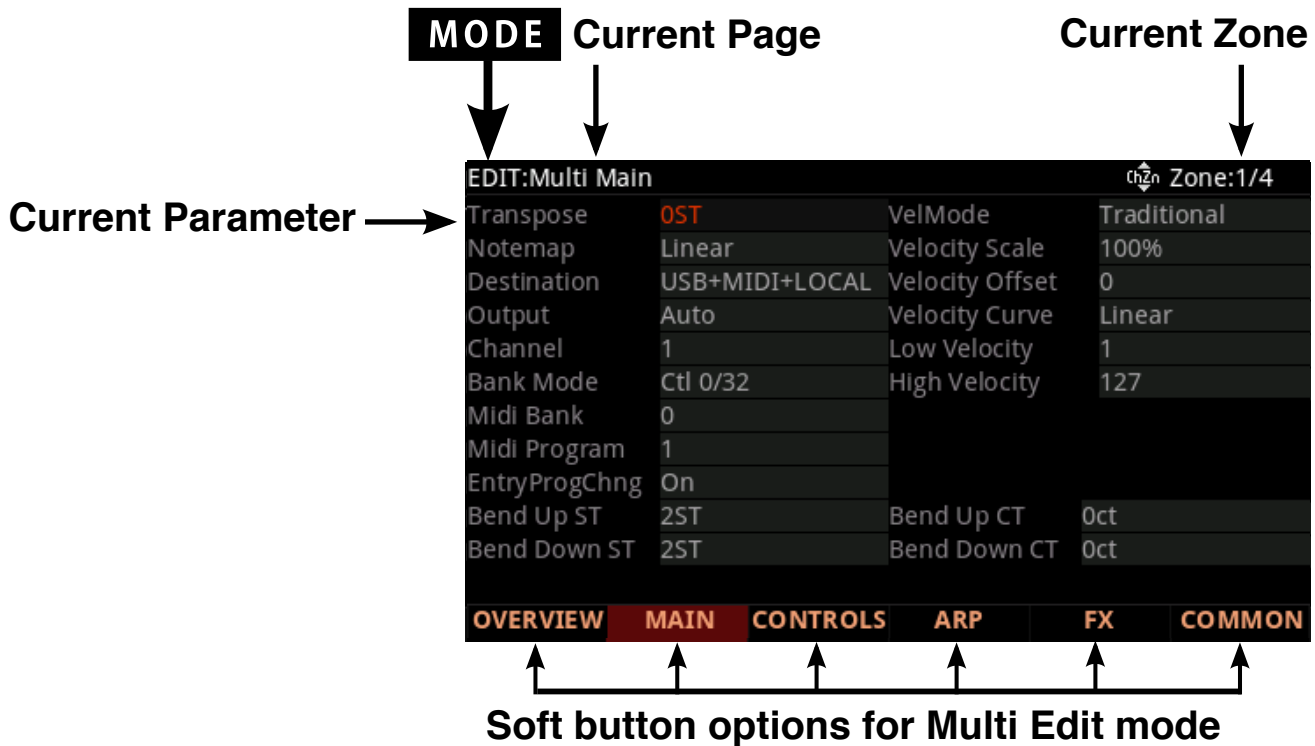 MODE Current Page Current Zone
EDIT:Multi Main ChZn Zone:1/4
Current Parameter Transpose 0ST VelMode Traditional
Notemap Linear Velocity Scale 100%
Destination USB+MIDI+LOCAL Velocity Offset 0
Output Auto Velocity Curve Linear
Channel 1 Low Velocity 1
Bank Mode Ctl 0/32 High Velocity 127
Midi Bank 0
Midi Program 1
EntryProgChng On
Bend Up ST 2ST Bend Up CT 0ct
Bend Down ST 2ST Bend Down CT 0ct
OVERVIEW MAIN CONTROLS ARP FX COMMON
Soft button options for Multi Edit mode